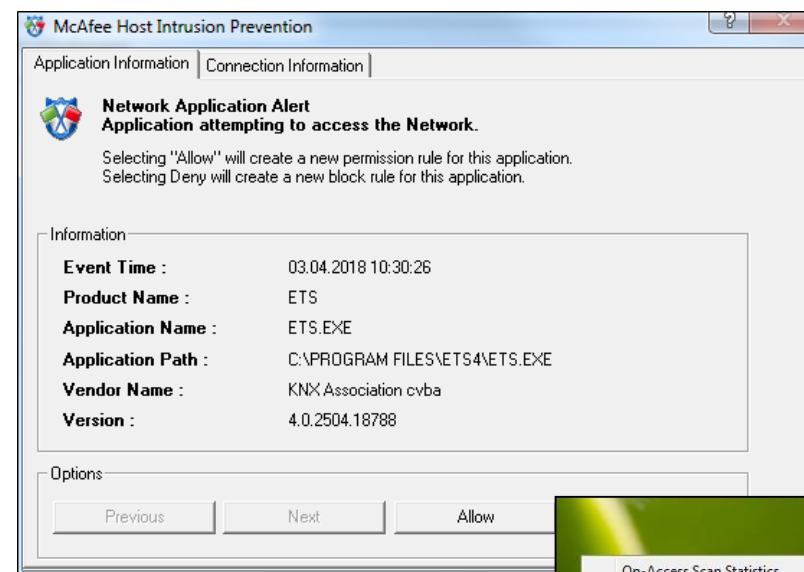 McAfee Host Intrusion Prevention
Application Information Connection Information
Network Application Alert
Application attempting to access the Network.
Selecting "Allow" will create a new permission rule for this application.
Selecting Deny will create a new block rule for this application.
Information
Event Time : 03.04.2018 10:30:26
Product Name : ETS
Application Name : ETS.EXE
Application Path : C:\PROGRAM FILES\ETS4\ETS.EXE
Vendor Name : KNX Association cvba
Version : 4.0.2504.18788
Options
Previous Next Allow
On-Access Scan Statistics